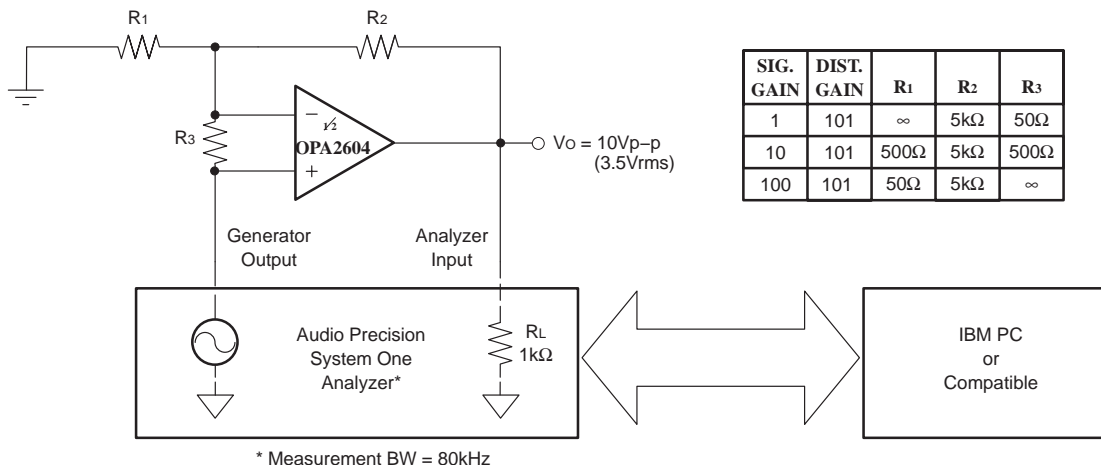 R1
R2
R3
½
OPA2604
−
+
Vo = 10Vp−p
(3.5Vrms)
Generator
Output
Analyzer
Input
Audio Precision
System One
Analyzer*
RL
1kΩ
IBM PC
or
Compatible
* Measurement BW = 80kHz
SIG. GAIN DIST. GAIN R1 R2 R3
1 101 ∞ 5kΩ 50Ω
10 101 500Ω 5kΩ 500Ω
100 101 50Ω 5kΩ ∞